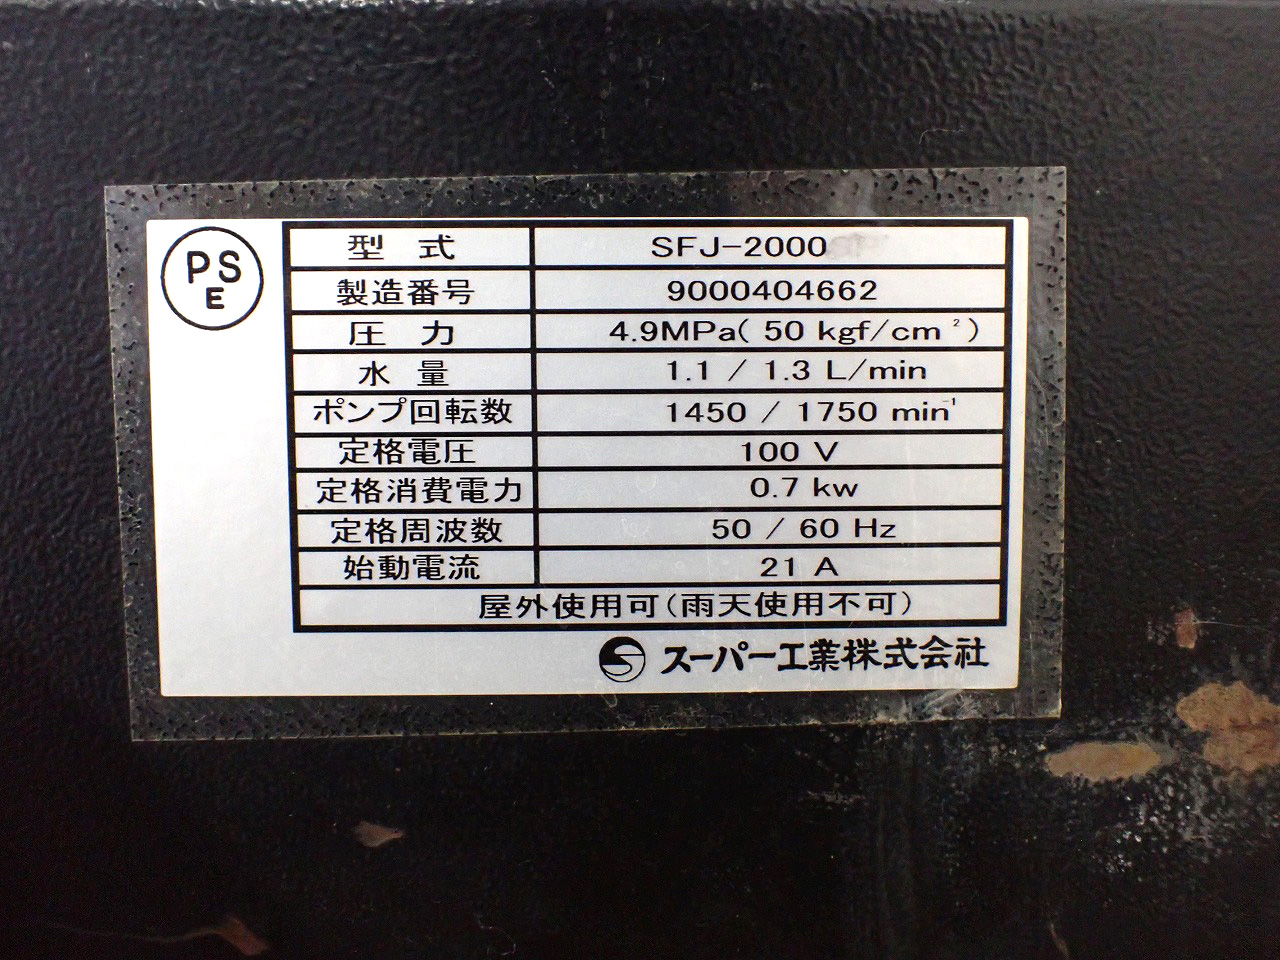 PS
E
型 式 SFJ-2000
製造番号 9000404662
圧 力 4.9MPa( 50 kgf/cm ²)
水 量 1.1 / 1.3 L/min
ポンプ回転数 1450 / 1750 min⁻¹
定格電圧 100 V
定格消費電力 0.7 kw
定格周波数 50 / 60 Hz
始動電流 21 A
屋外使用可(雨天使用不可)
スーパー工業株式会社